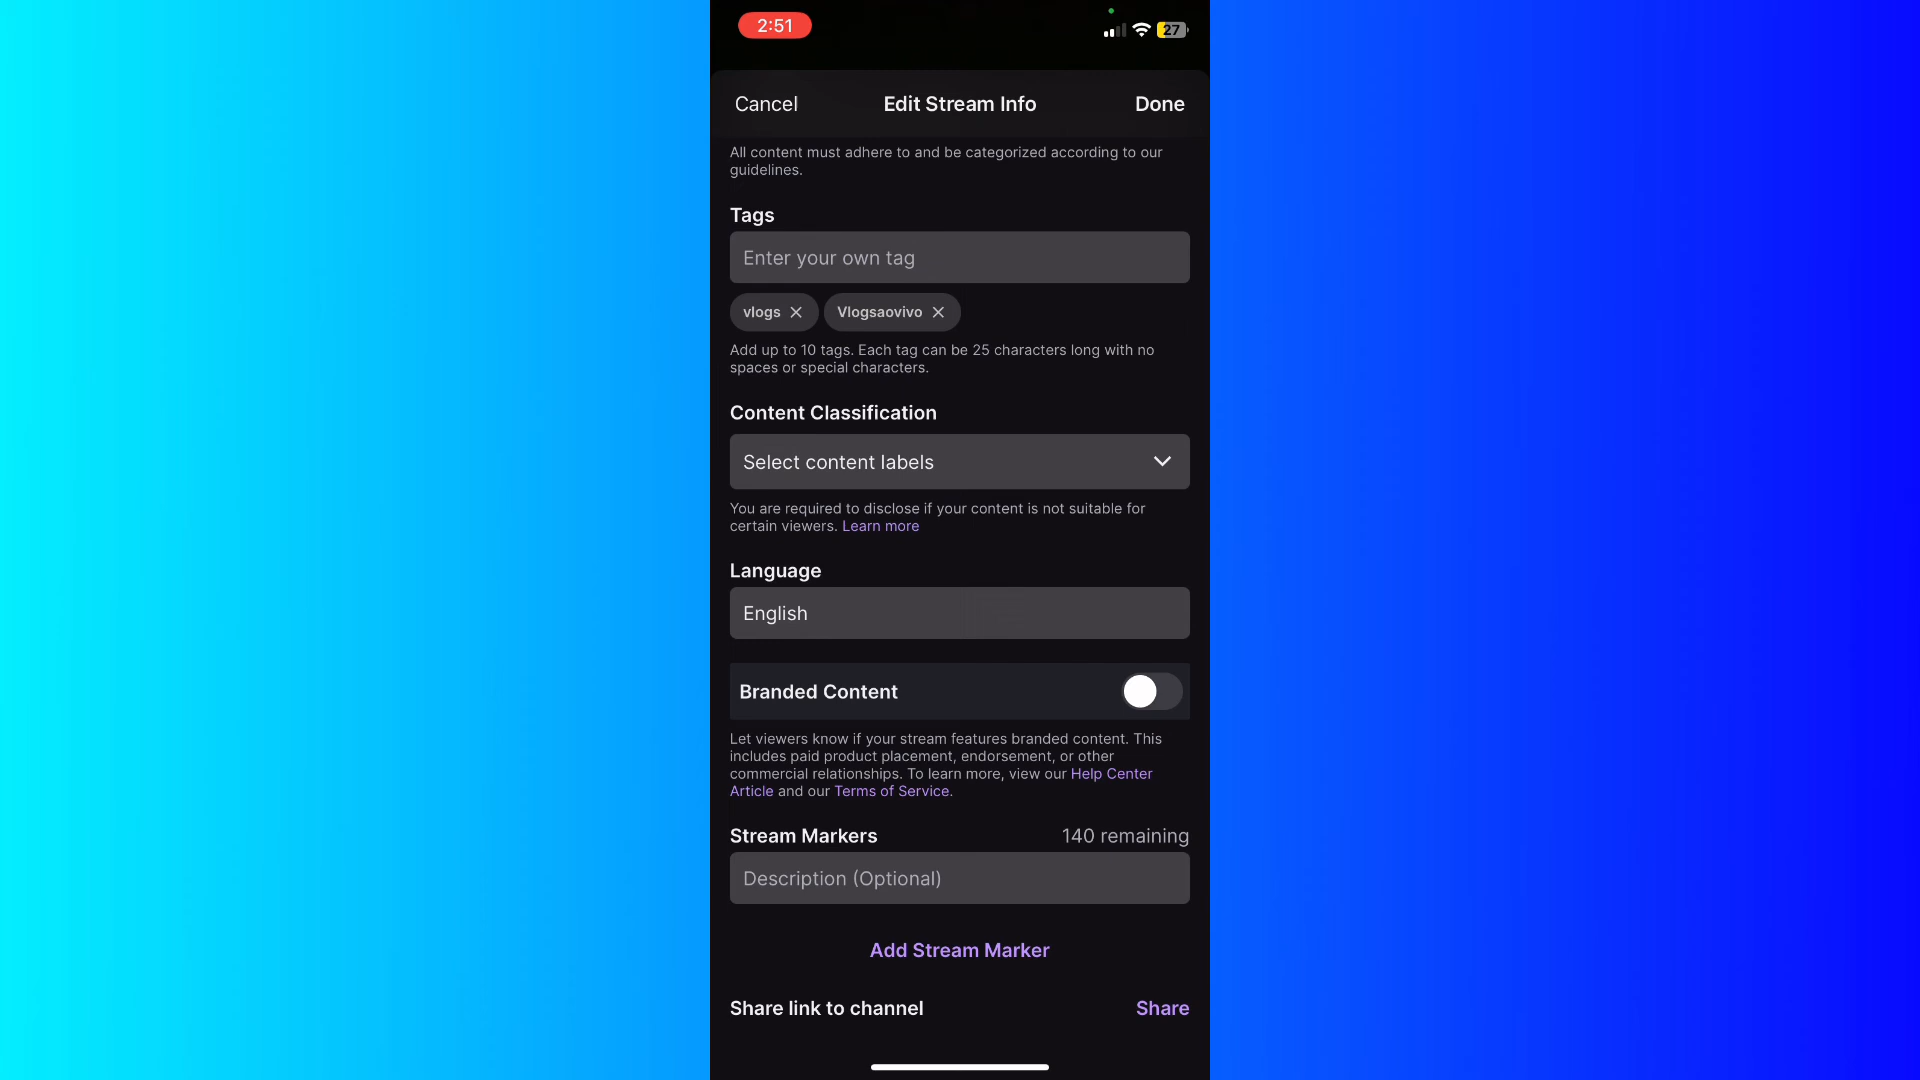 2:51
27
Cancel
Edit Stream Info
Done
All content must adhere to and be categorized according to our
guidelines.
Tags
Enter your own tag
vlogs
Vlogsaovivo
Add up to 10 tags. Each tag can be 25 characters long with no
spaces or special characters.
Content Classification
Select content labels
You are required to disclose if your content is not suitable for
certain viewers. Learn more
Language
English
Branded Content
Let viewers know if your stream features branded content. This
includes paid product placement, endorsement, or other
commercial relationships. To learn more, view our Help Center
Article and our Terms of Service.
Stream Markers
140 remaining
Description (Optional)
Add Stream Marker
Share link to channel
Share